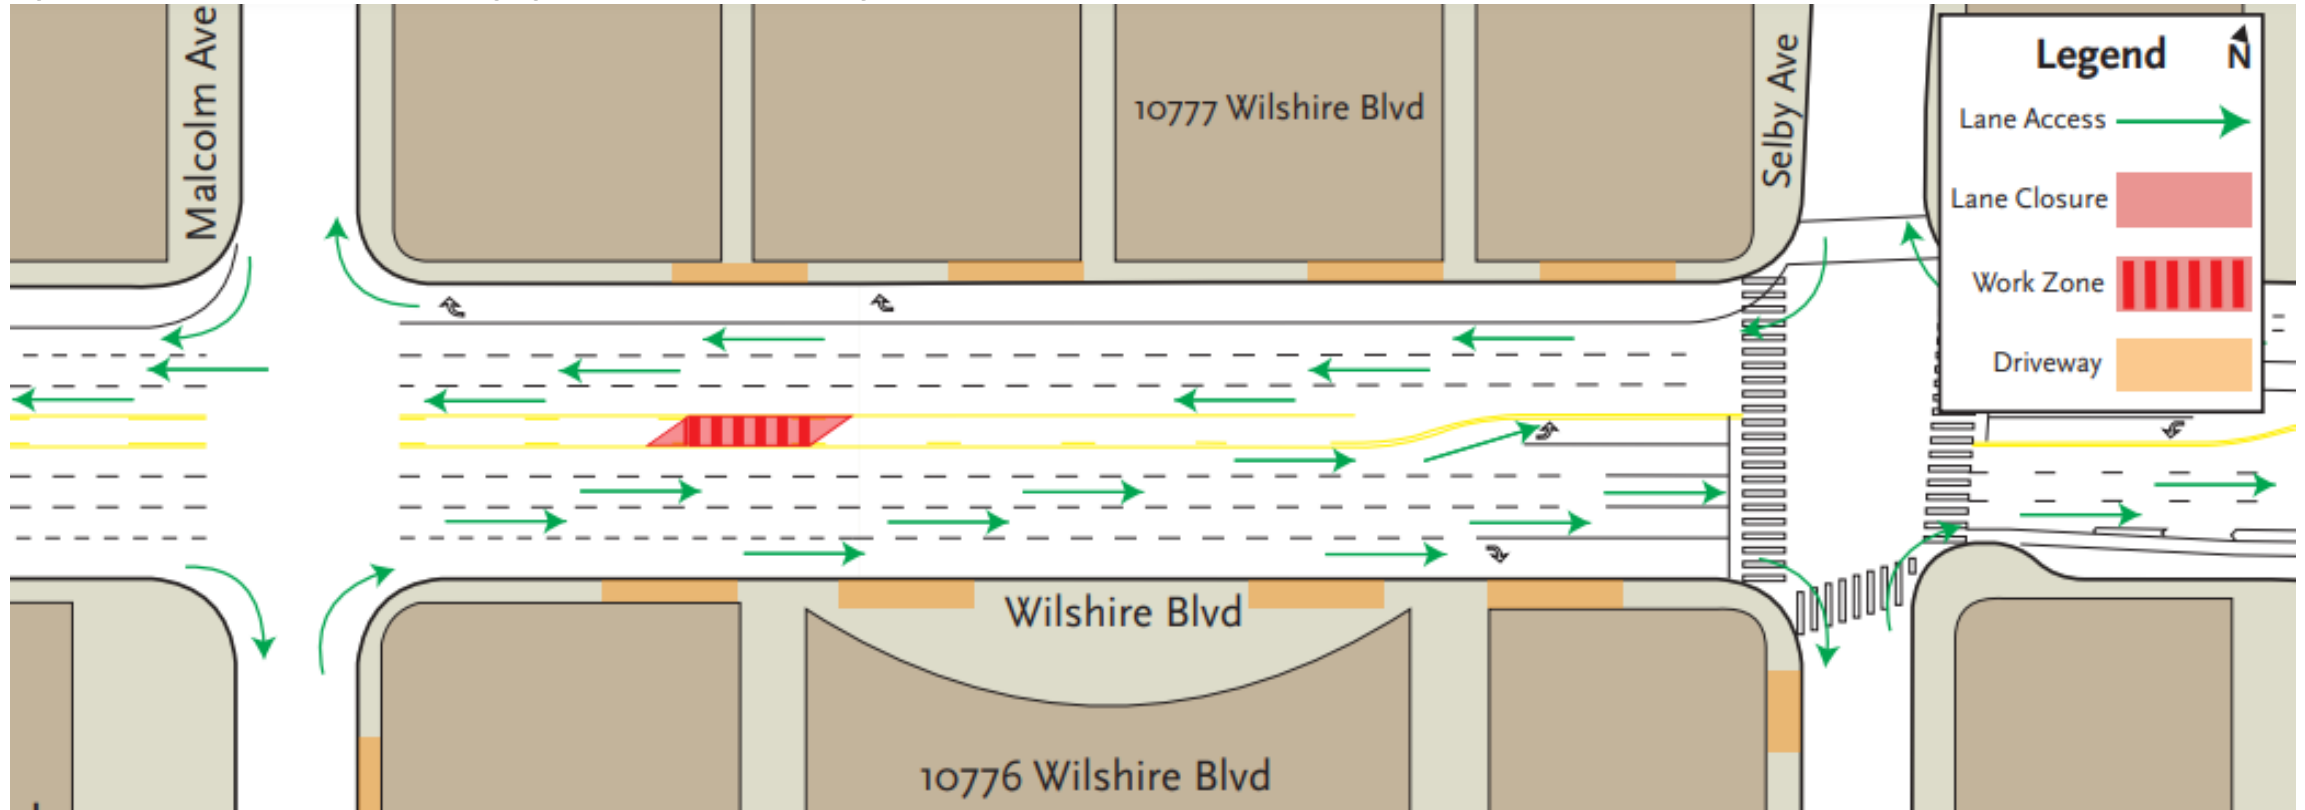 Malcolm Ave
10777 Wilshire Blvd
Selby Ave
Legend
N
Lane Access
Lane Closure
Work Zone
Driveway
Wilshire Blvd
10776 Wilshire Blvd